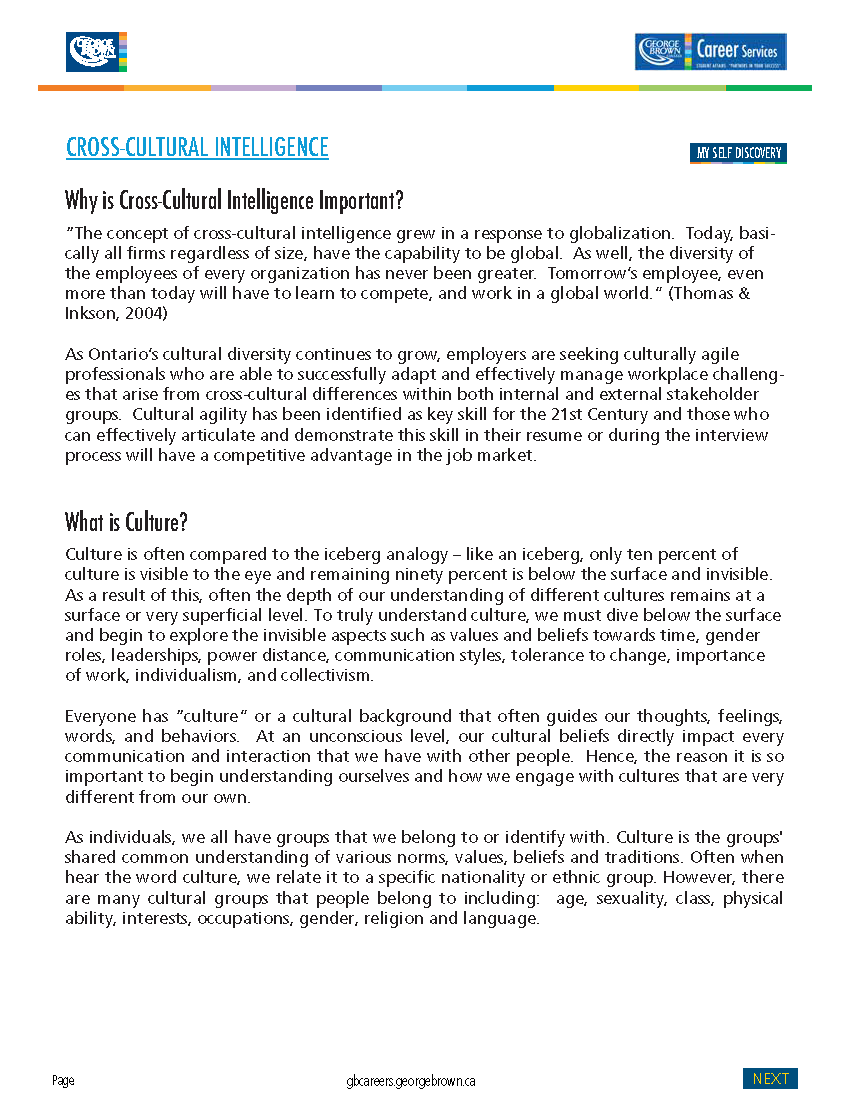 GEORGE
BROWN
GEORGE
BROWN
Career Services
STUDENT AFFAIRS: "PARTNERS IN YOUR SUCCESS"
CROSS-CULTURAL INTELLIGENCE
MY SELF DISCOVERY
Why is Cross-Cultural Intelligence Important?
“The concept of cross-cultural intelligence grew in a response to globalization.  Today, basi-
cally all firms regardless of size, have the capability to be global.  As well, the diversity of
the employees of every organization has never been greater.  Tomorrow’s employee, even
more than today will have to learn to compete, and work in a global world.” (Thomas &
Inkson, 2004)
As Ontario’s cultural diversity continues to grow, employers are seeking culturally agile
professionals who are able to successfully adapt and effectively manage workplace challeng-
es that arise from cross-cultural differences within both internal and external stakeholder
groups.  Cultural agility has been identified as key skill for the 21st Century and those who
can effectively articulate and demonstrate this skill in their resume or during the interview
process will have a competitive advantage in the job market.
What is Culture?
Culture is often compared to the iceberg analogy – like an iceberg, only ten percent of
culture is visible to the eye and remaining ninety percent is below the surface and invisible.
As a result of this, often the depth of our understanding of different cultures remains at a
surface or very superficial level. To truly understand culture, we must dive below the surface
and begin to explore the invisible aspects such as values and beliefs towards time, gender
roles, leaderships, power distance, communication styles, tolerance to change, importance
of work, individualism, and collectivism.
Everyone has “culture” or a cultural background that often guides our thoughts, feelings,
words, and behaviors.  At an unconscious level, our cultural beliefs directly impact every
communication and interaction that we have with other people.  Hence, the reason it is so
important to begin understanding ourselves and how we engage with cultures that are very
different from our own.
As individuals, we all have groups that we belong to or identify with. Culture is the groups'
shared common understanding of various norms, values, beliefs and traditions. Often when
hear the word culture, we relate it to a specific nationality or ethnic group. However, there
are many cultural groups that people belong to including:  age, sexuality, class, physical
ability, interests, occupations, gender, religion and language.
Page
gbcareers.georgebrown.ca
NEXT